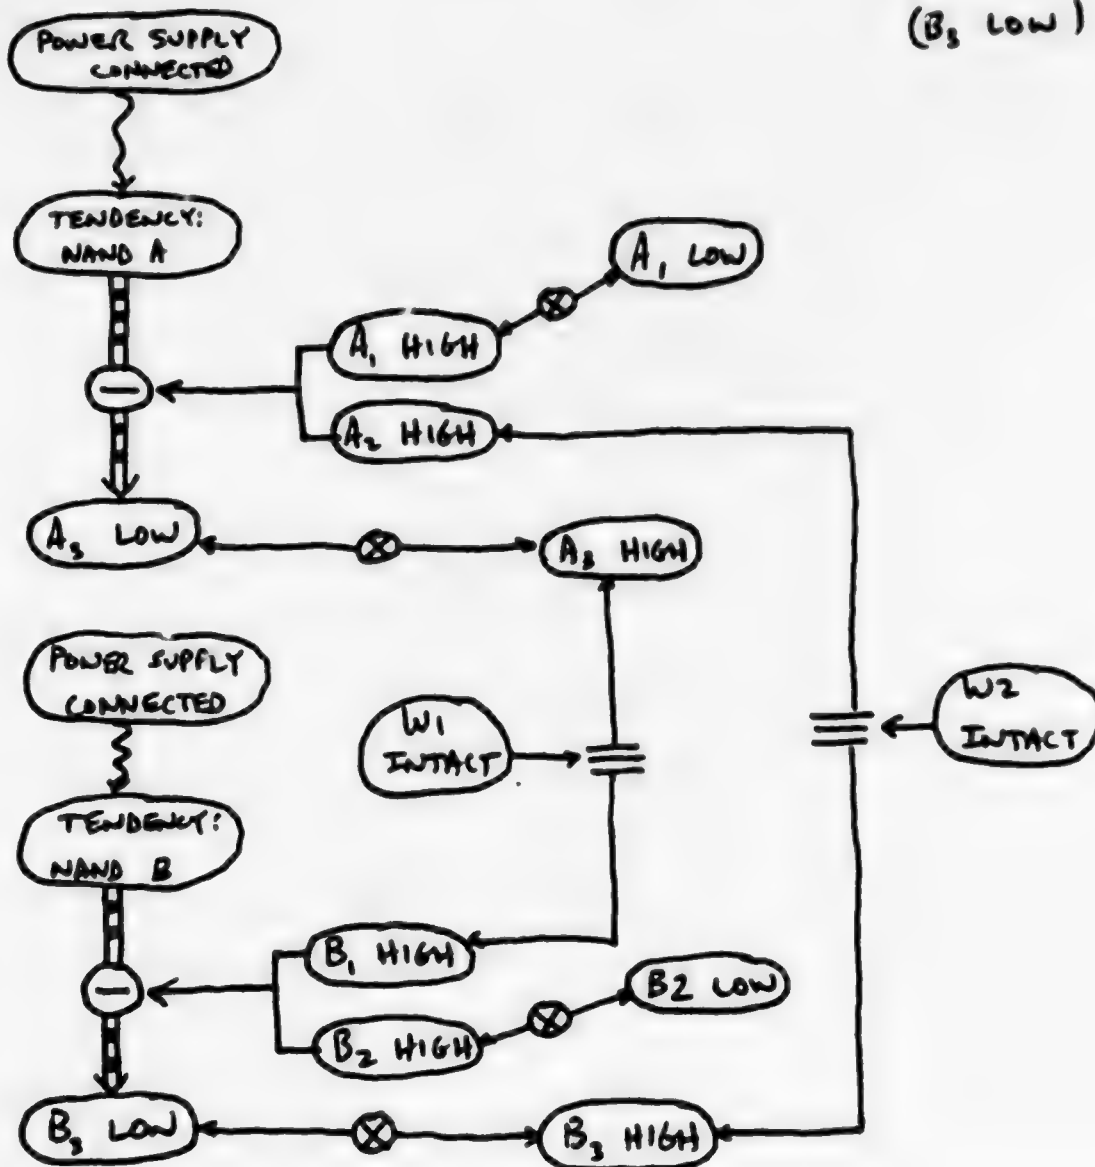 (B₃ LOW)
POWER SUPPLY
CONNECTED
TENDENCY:
NAND A
A₁ LOW
A₁ HIGH
A₂ HIGH
A₃ LOW
A₃ HIGH
POWER SUPPLY
CONNECTED
W1
INTACT
W2
INTACT
TENDENCY:
NAND B
B₁ HIGH
B2 LOW
B₂ HIGH
B₃ LOW
B₃ HIGH